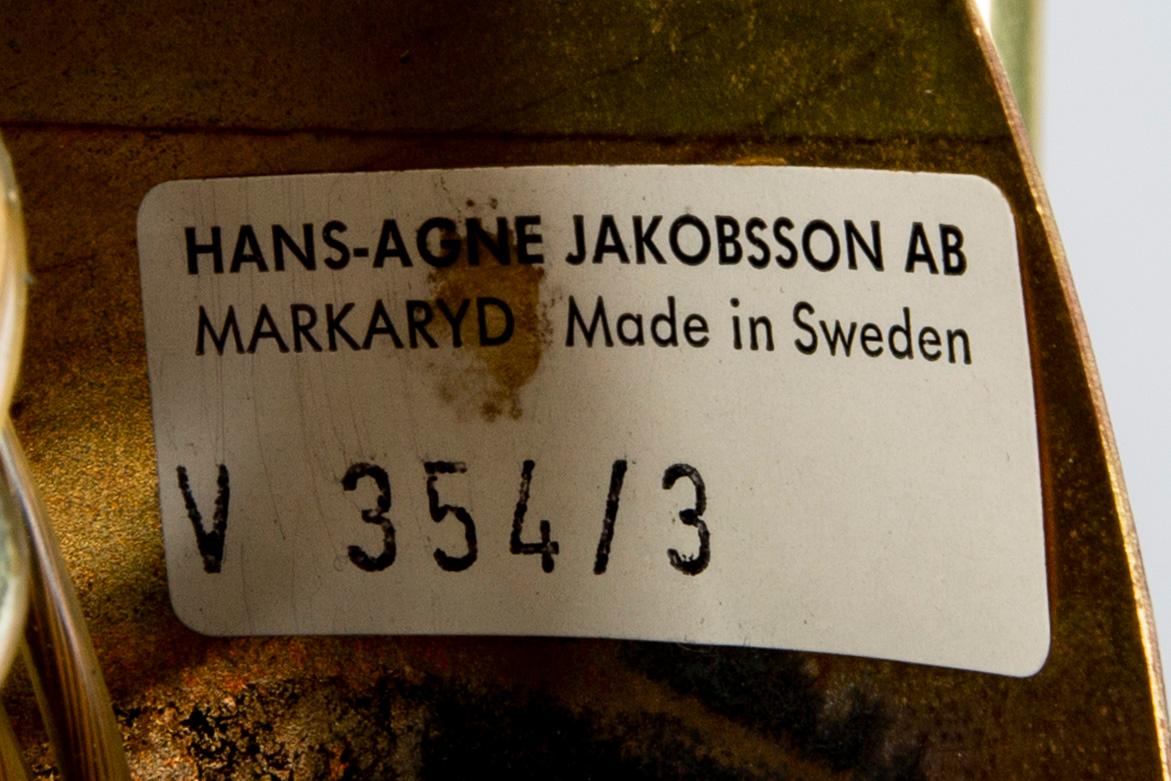 HANS-AGNE JAKOBSSON AB
MARKARYD Made in Sweden
V 354/3